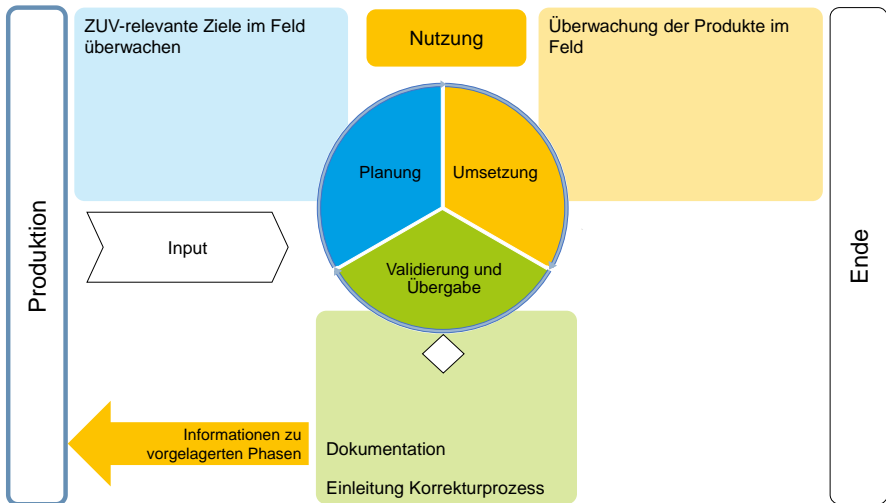 ZUV-relevante Ziele im Feld
überwachen
Nutzung
Überwachung der Produkte im
Feld
Produktion
Planung
Umsetzung
Input
Validierung und
Übergabe
Ende
Informationen zu
vorgelagerten Phasen
Dokumentation
Einleitung Korrekturprozess